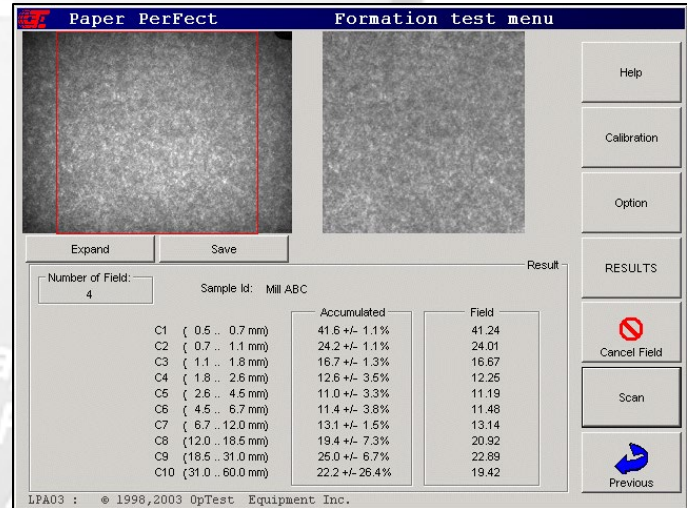 Paper PerFect Formation test menu
Help
Calibration
Option
RESULTS
Cancel Field
Scan
Previous
Expand Save
Result
Number of Field:
4
Sample Id: Mill ABC
Accumulated Field
C1 ( 0.5 .. 0.7 mm) 41.6 +/- 1.1% 41.24
C2 ( 0.7 .. 1.1 mm) 24.2 +/- 1.1% 24.01
C3 ( 1.1 .. 1.8 mm) 16.7 +/- 1.3% 16.67
C4 ( 1.8 .. 2.6 mm) 12.6 +/- 3.5% 12.25
C5 ( 2.6 .. 4.5 mm) 11.0 +/- 3.3% 11.19
C6 ( 4.5 .. 6.7 mm) 11.4 +/- 3.8% 11.48
C7 ( 6.7 .. 12.0 mm) 13.1 +/- 1.5% 13.14
C8 (12.0 .. 18.5 mm) 19.4 +/- 7.3% 20.92
C9 (18.5 .. 31.0 mm) 25.0 +/- 6.7% 22.89
C10 (31.0 .. 60.0 mm) 22.2 +/- 26.4% 19.42
LPA03 : © 1998,2003 OpTest Equipment Inc.